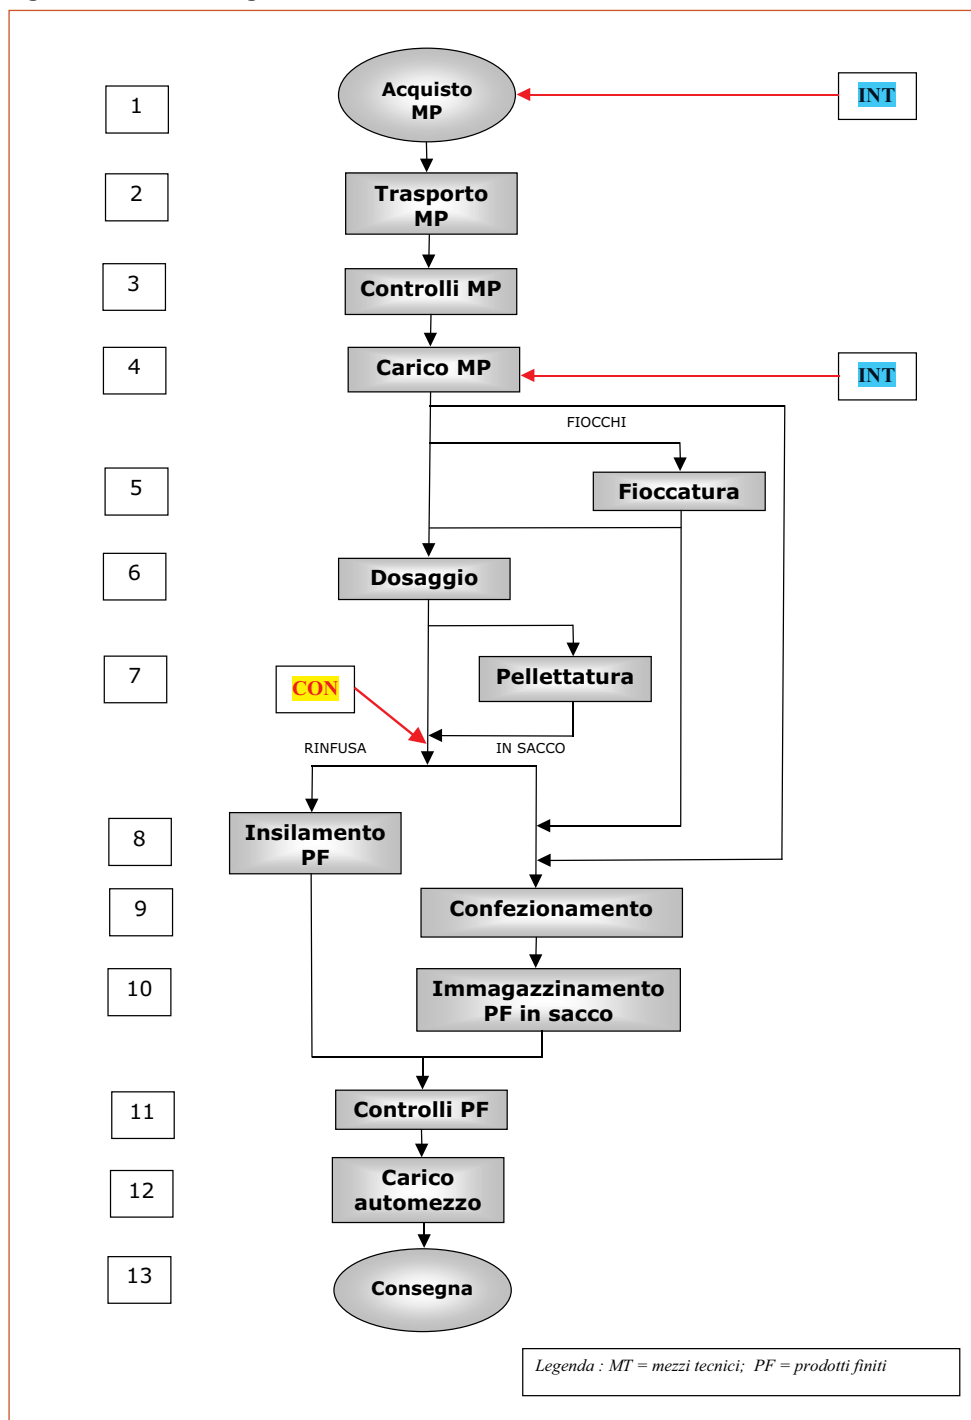 1
Acquisto
MP
INT
2
Trasporto
MP
3
Controlli MP
4
Carico MP
INT
FIOCCHI
5
Fioccatura
6
Dosaggio
7
Pellettatura
CON
RINFUSA
IN SACCO
8
Insilamento
PF
9
Confezionamento
10
Immagazzinamento
PF in sacco
11
Controlli PF
12
Carico
automezzo
13
Consegna
Legenda : MT = mezzi tecnici; PF = prodotti finiti